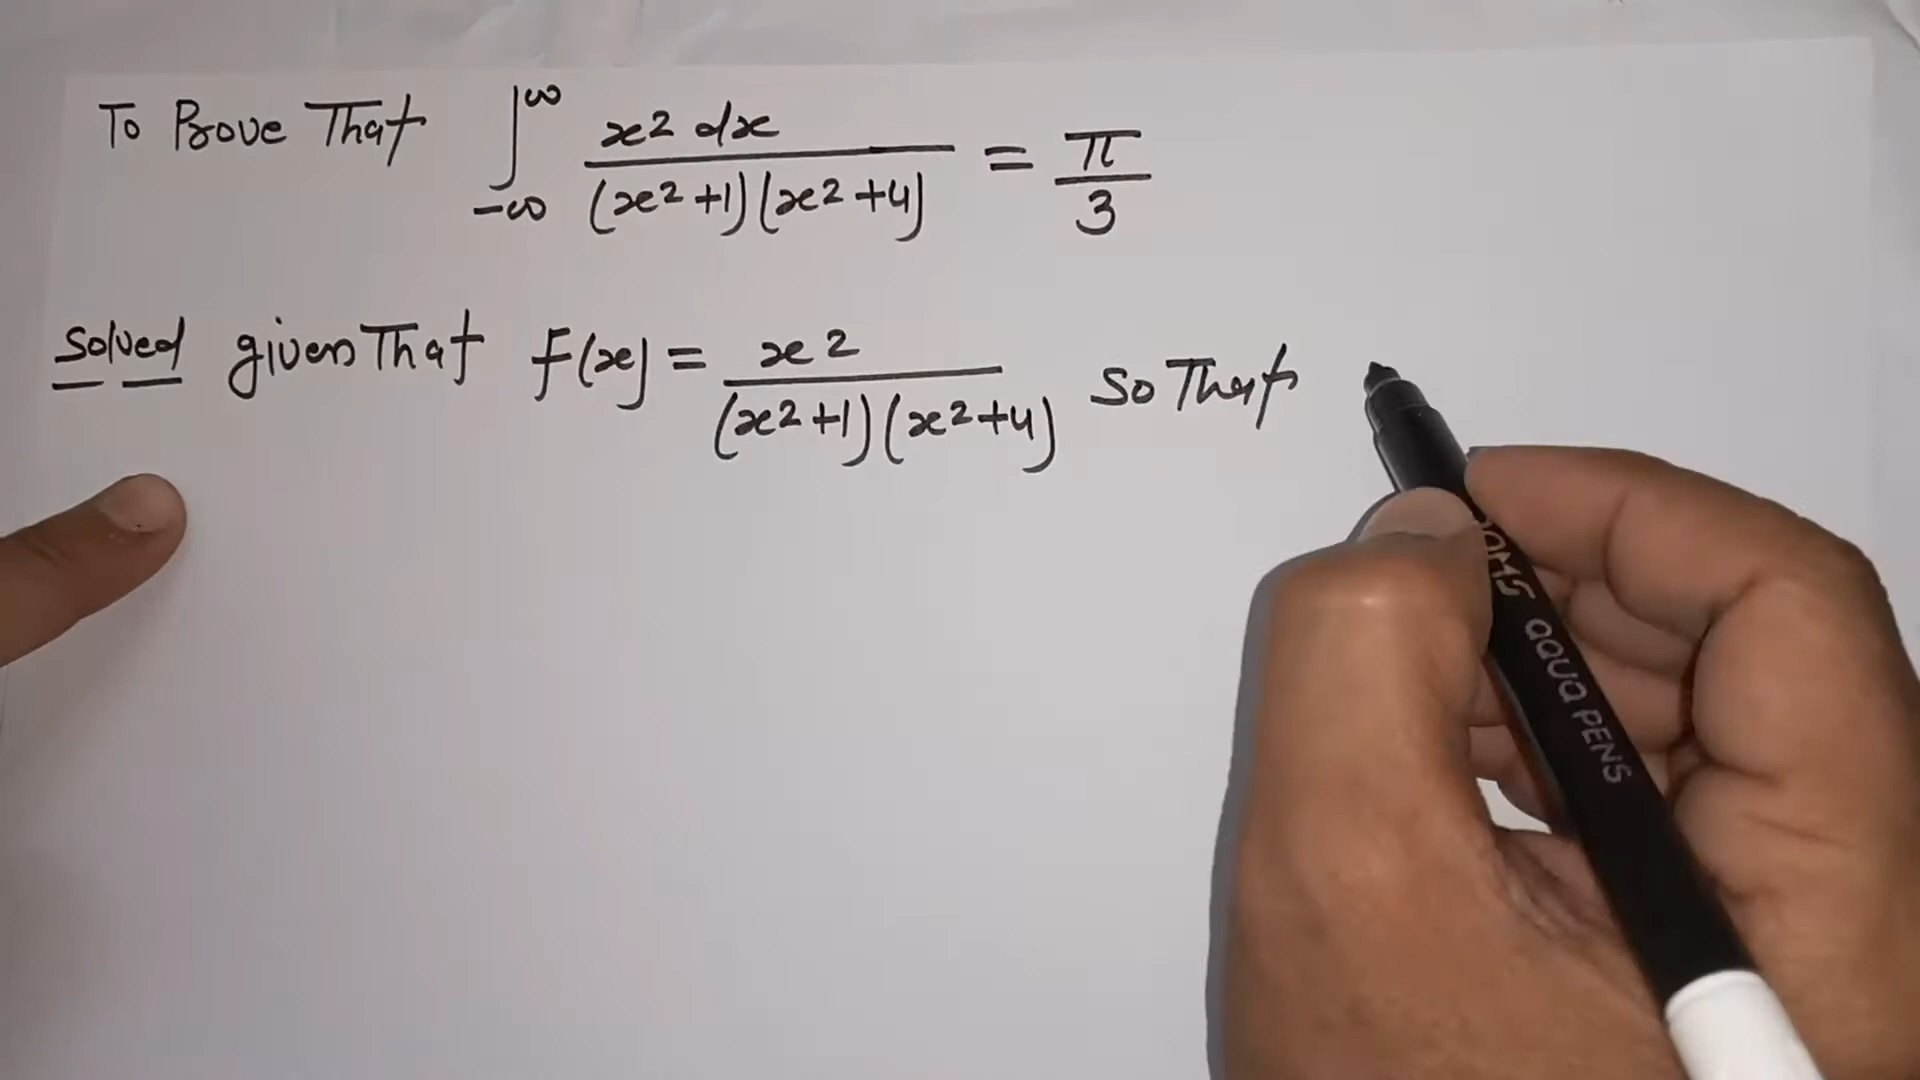 To Prove That ∫_{-∞}^{∞} x² dx / (x²+1)(x²+4) = π/3
Solved given That F(x) = x² / (x²+1)(x²+4) so That
AQUA PENS